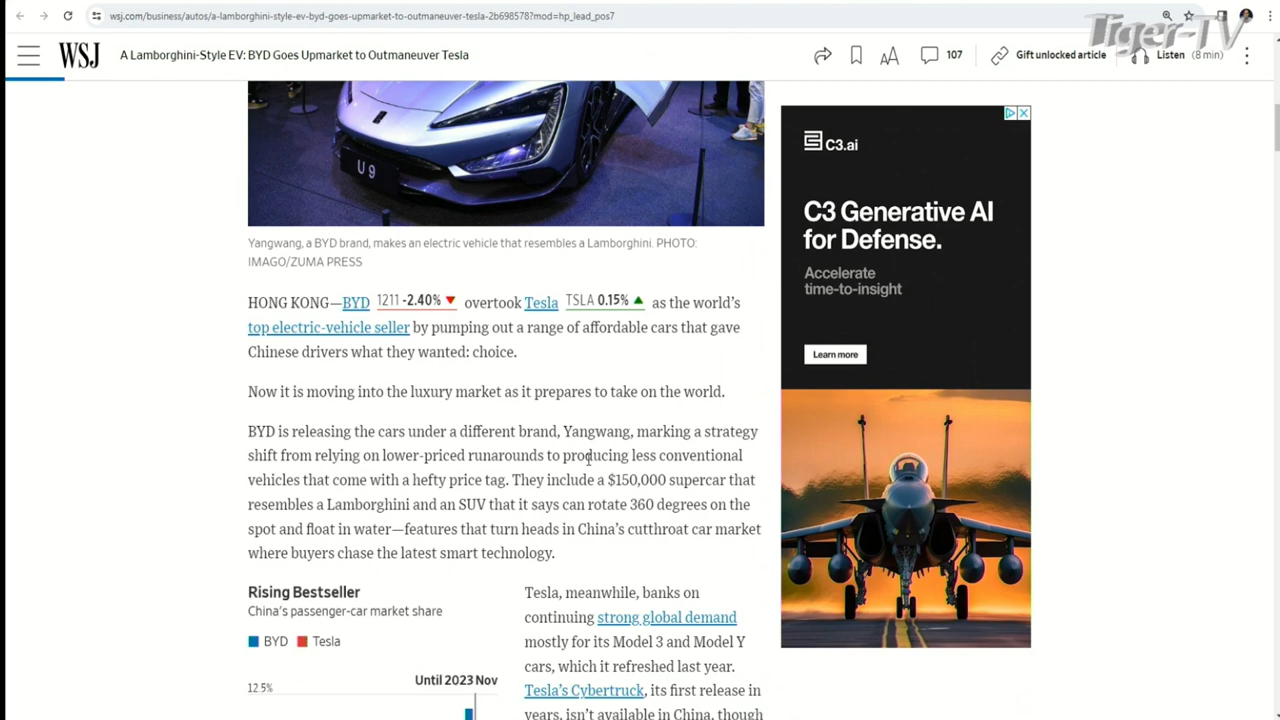 wsj.com/business/autos/a-lamborghini-style-ev-byd-goes-upmarket-to-outmaneuver-tesla-2b698578?mod=hp_lead_pos7
Tiger-TV
WSJ
A Lamborghini-Style EV: BYD Goes Upmarket to Outmaneuver Tesla
AA
107
Gift unlocked article
Listen (8 min)
U9
Yangwang, a BYD brand, makes an electric vehicle that resembles a Lamborghini. PHOTO:
IMAGO/ZUMA PRESS
HONG KONG—BYD 1211 -2.40% ▼ overtook Tesla TSLA 0.15% ▲ as the world's
top electric-vehicle seller by pumping out a range of affordable cars that gave
Chinese drivers what they wanted: choice.
Now it is moving into the luxury market as it prepares to take on the world.
BYD is releasing the cars under a different brand, Yangwang, marking a strategy
shift from relying on lower-priced runarounds to producing less conventional
vehicles that come with a hefty price tag. They include a $150,000 supercar that
resembles a Lamborghini and an SUV that it says can rotate 360 degrees on the
spot and float in water—features that turn heads in China's cutthroat car market
where buyers chase the latest smart technology.
Rising Bestseller
China's passenger-car market share
BYD Tesla
Until 2023 Nov
12.5%
Tesla, meanwhile, banks on
continuing strong global demand
mostly for its Model 3 and Model Y
cars, which it refreshed last year.
Tesla's Cybertruck, its first release in
years, isn't available in China, though
C3.ai
C3 Generative AI
for Defense.
Accelerate
time-to-insight
Learn more